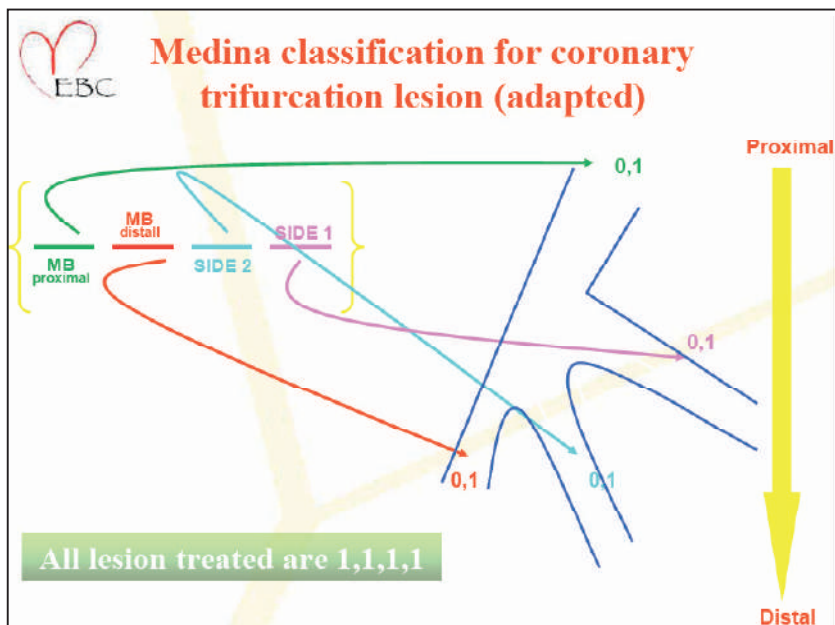 EBC
Medina classification for coronary
trifurcation lesion (adapted)
Proximal
0,1
MB
distall
SIDE 1
MB
proximal
SIDE 2
0,1
0,1
0,1
All lesion treated are 1,1,1,1
Distal